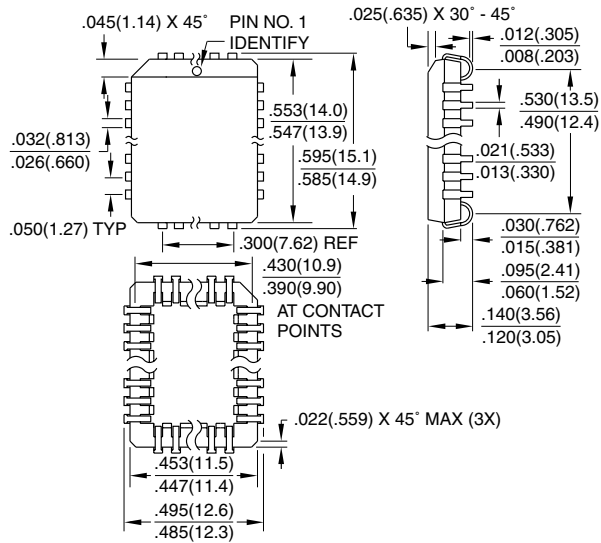 .045(1.14) X 45°
PIN NO. 1
IDENTIFY
.025(.635) X 30° - 45°
.012(.305)
.008(.203)
.553(14.0)
.547(13.9)
.530(13.5)
.490(12.4)
.032(.813)
.026(.660)
.595(15.1)
.585(14.9)
.021(.533)
.013(.330)
.050(1.27) TYP
.300(7.62) REF
.030(.762)
.015(.381)
.430(10.9)
.390(9.90)
AT CONTACT
POINTS
.095(2.41)
.060(1.52)
.140(3.56)
.120(3.05)
.022(.559) X 45° MAX (3X)
.453(11.5)
.447(11.4)
.495(12.6)
.485(12.3)